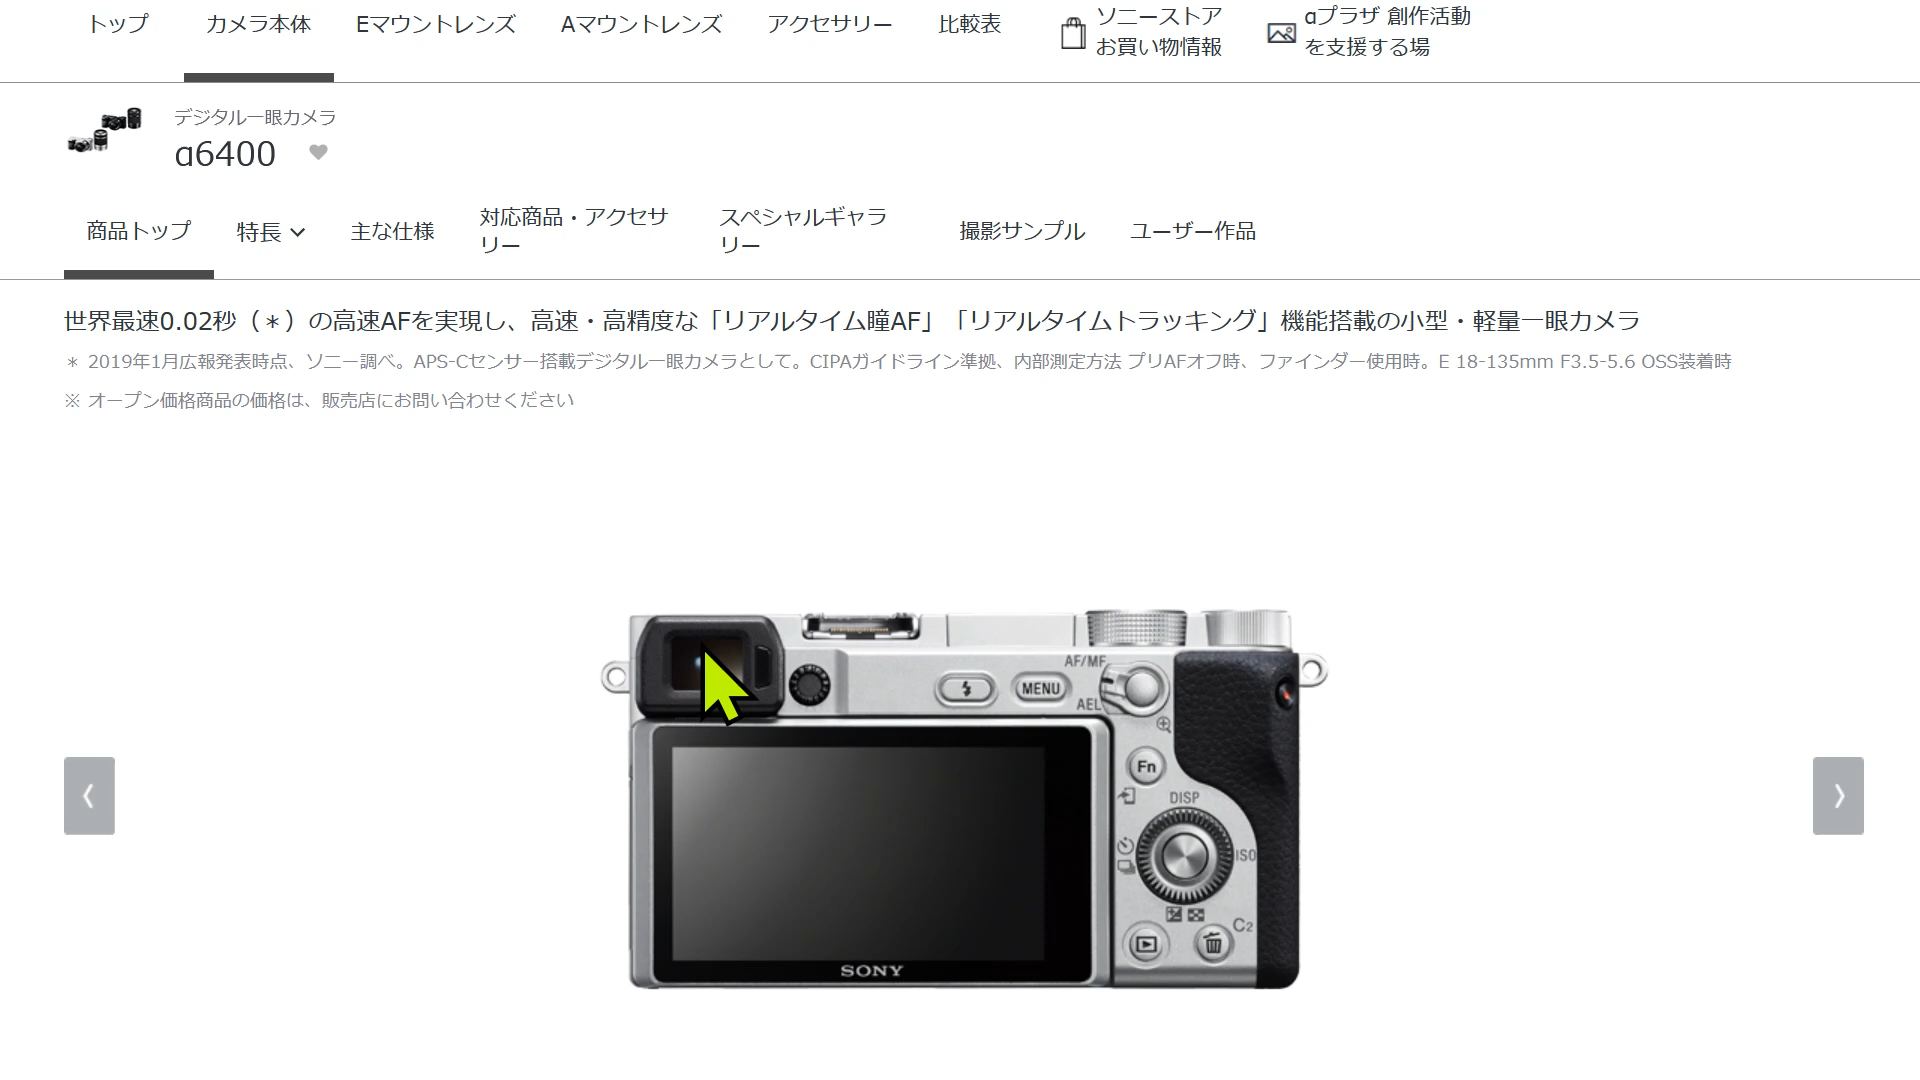 トップ
カメラ本体
Eマウントレンズ
Aマウントレンズ
アクセサリー
比較表
ソニーストア
お買い物情報
αプラザ 創作活動
を支援する場
デジタル一眼カメラ
α6400
商品トップ
特長
主な仕様
対応商品・アクセサ
リー
スペシャルギャラ
リー
撮影サンプル
ユーザー作品
世界最速0.02秒（＊）の高速AFを実現し、高速・高精度な「リアルタイム瞳AF」「リアルタイムトラッキング」機能搭載の小型・軽量一眼カメラ
＊ 2019年1月広報発表時点、ソニー調べ。APS-Cセンサー搭載デジタル一眼カメラとして。CIPAガイドライン準拠、内部測定方法 プリAFオフ時、ファインダー使用時。E 18-135mm F3.5-5.6 OSS装着時
※ オープン価格商品の価格は、販売店にお問い合わせください
AF/MF
MENU
AEL
Fn
DISP
ISO
C2
SONY